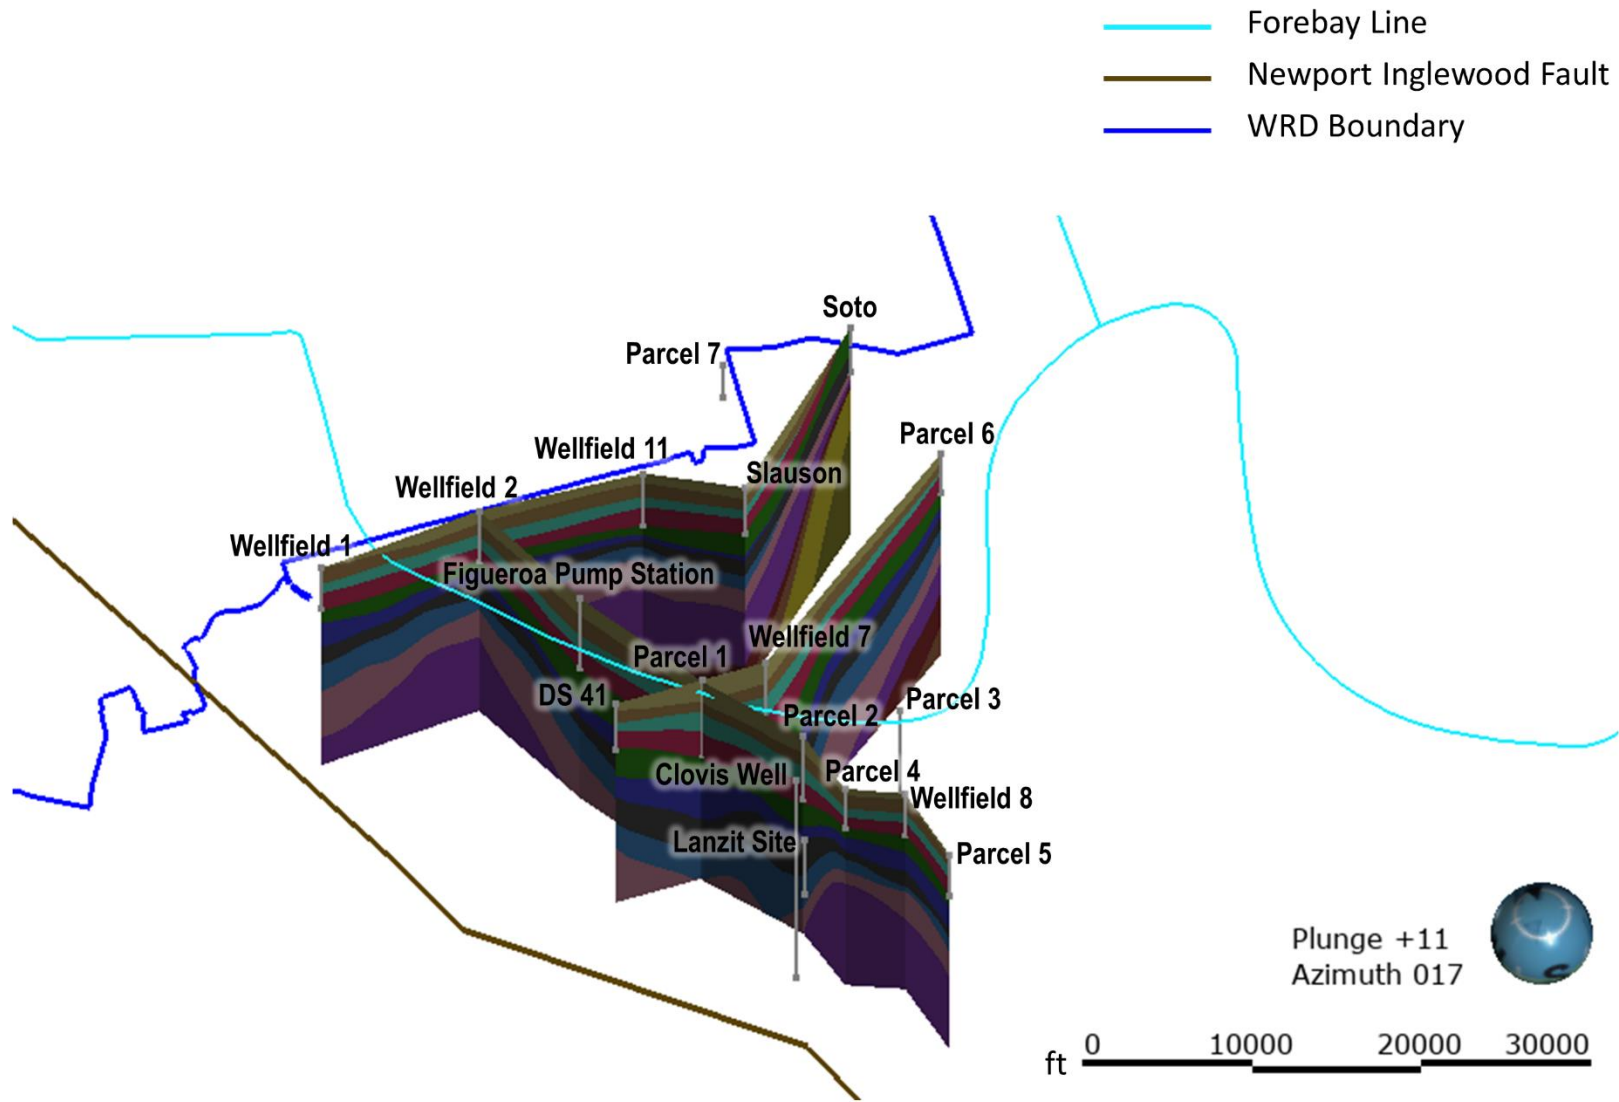 Forebay Line
Newport Inglewood Fault
WRD Boundary
Soto
Parcel 7
Parcel 6
Wellfield 11
Slauson
Wellfield 2
Wellfield 1
Figueroa Pump Station
Wellfield 7
Parcel 1
DS 41
Parcel 3
Parcel 2
Clovis Well
Parcel 4
Wellfield 8
Lanzit Site
Parcel 5
Plunge +11
Azimuth 017
ft 0 10000 20000 30000